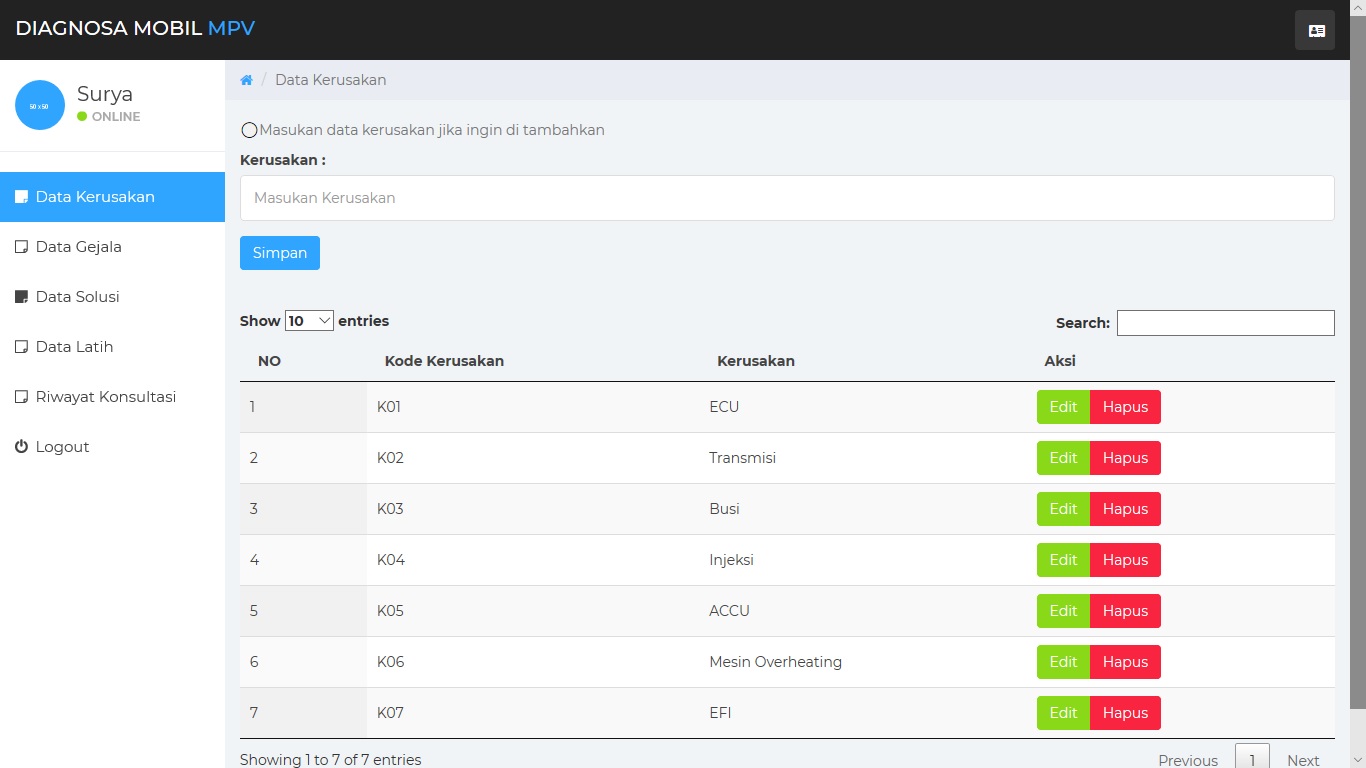 DIAGNOSA MOBIL MPV
50 x 50
Surya
ONLINE
Data Kerusakan
Data Gejala
Data Solusi
Data Latih
Riwayat Konsultasi
Logout
/ Data Kerusakan
Masukan data kerusakan jika ingin di tambahkan
Kerusakan :
Masukan Kerusakan
Simpan
Show 10 entries
Search:
NO Kode Kerusakan Kerusakan Aksi
1 K01 ECU Edit Hapus
2 K02 Transmisi Edit Hapus
3 K03 Busi Edit Hapus
4 K04 Injeksi Edit Hapus
5 K05 ACCU Edit Hapus
6 K06 Mesin Overheating Edit Hapus
7 K07 EFI Edit Hapus
Showing 1 to 7 of 7 entries
Previous 1 Next